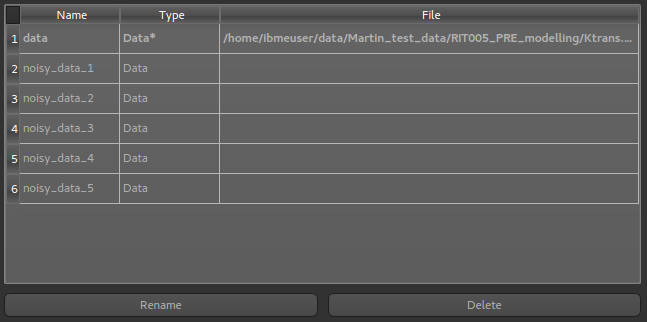 Name Type File
1 data Data* /home/ibmeuser/data/Martin_test_data/RIT005_PRE_modelling/Ktrans....
2 noisy_data_1 Data
3 noisy_data_2 Data
4 noisy_data_3 Data
5 noisy_data_4 Data
6 noisy_data_5 Data
Rename Delete